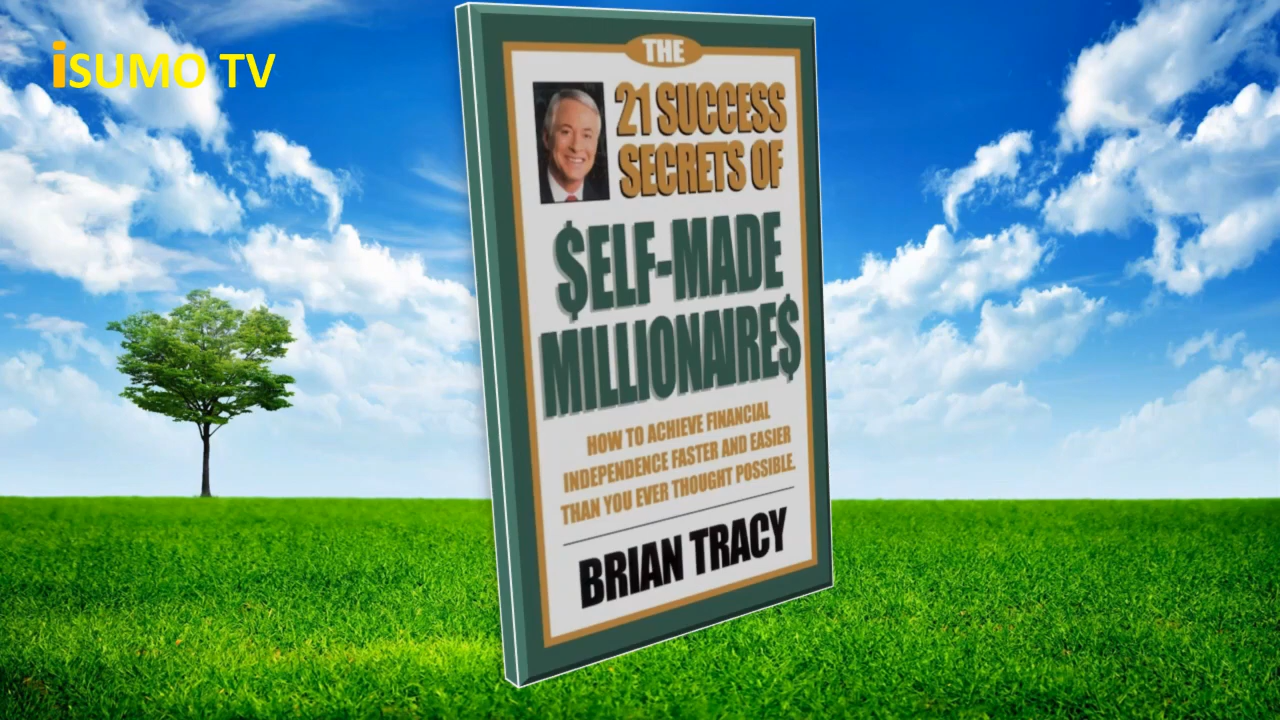 iSUMO TV
THE
21 SUCCESS
SECRETS OF
$ELF-MADE
MILLIONAIRE$
HOW TO ACHIEVE FINANCIAL
INDEPENDENCE FASTER AND EASIER
THAN YOU EVER THOUGHT POSSIBLE.
BRIAN TRACY